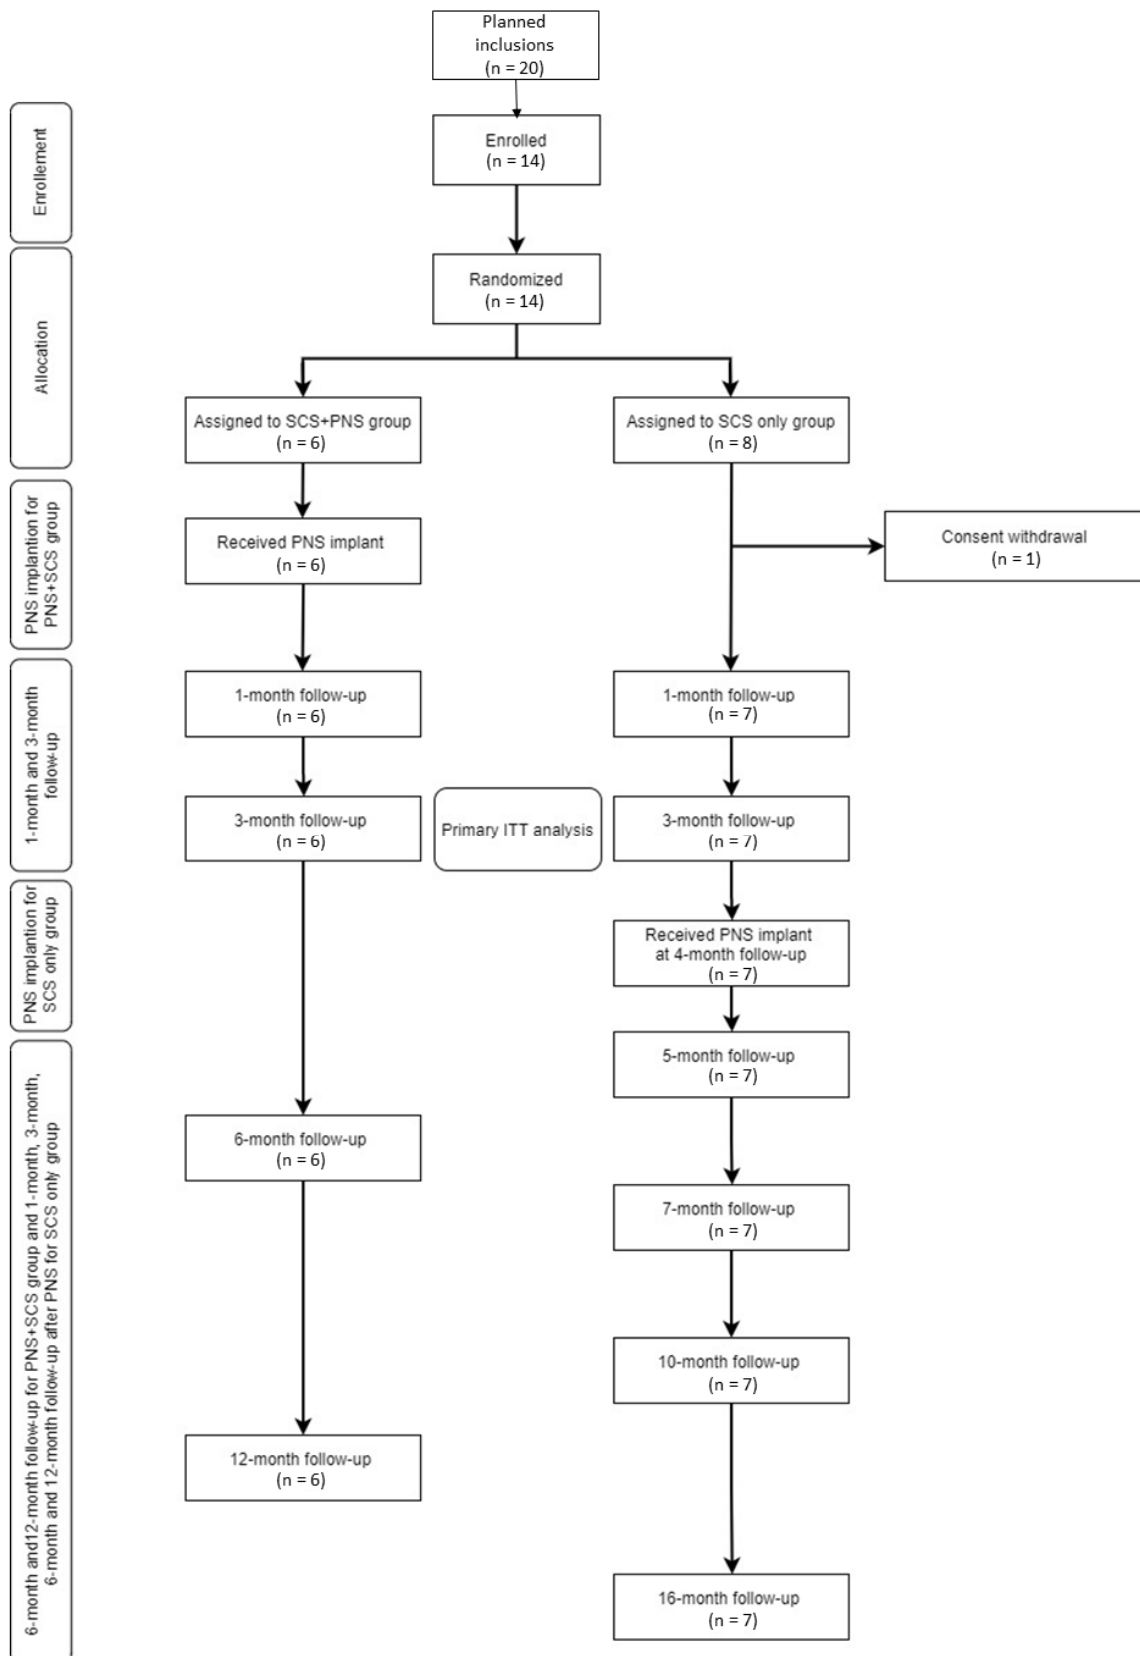 Planned
inclusions
(n = 20)
Enrollement
Enrolled
(n = 14)
Allocation
Randomized
(n = 14)
Assigned to SCS+PNS group
(n = 6)
Assigned to SCS only group
(n = 8)
PNS implantion for
PNS+SCS group
Received PNS implant
(n = 6)
Consent withdrawal
(n = 1)
1-month and 3-month
follow-up
1-month follow-up
(n = 6)
1-month follow-up
(n = 7)
3-month follow-up
(n = 6)
Primary ITT analysis
3-month follow-up
(n = 7)
PNS implantion for
SCS only group
Received PNS implant
at 4-month follow-up
(n = 7)
6-month and12-month follow-up for PNS+SCS group and 1-month, 3-month,
6-month and 12-month follow-up after PNS for SCS only group
5-month follow-up
(n = 7)
6-month follow-up
(n = 6)
7-month follow-up
(n = 7)
10-month follow-up
(n = 7)
12-month follow-up
(n = 6)
16-month follow-up
(n = 7)